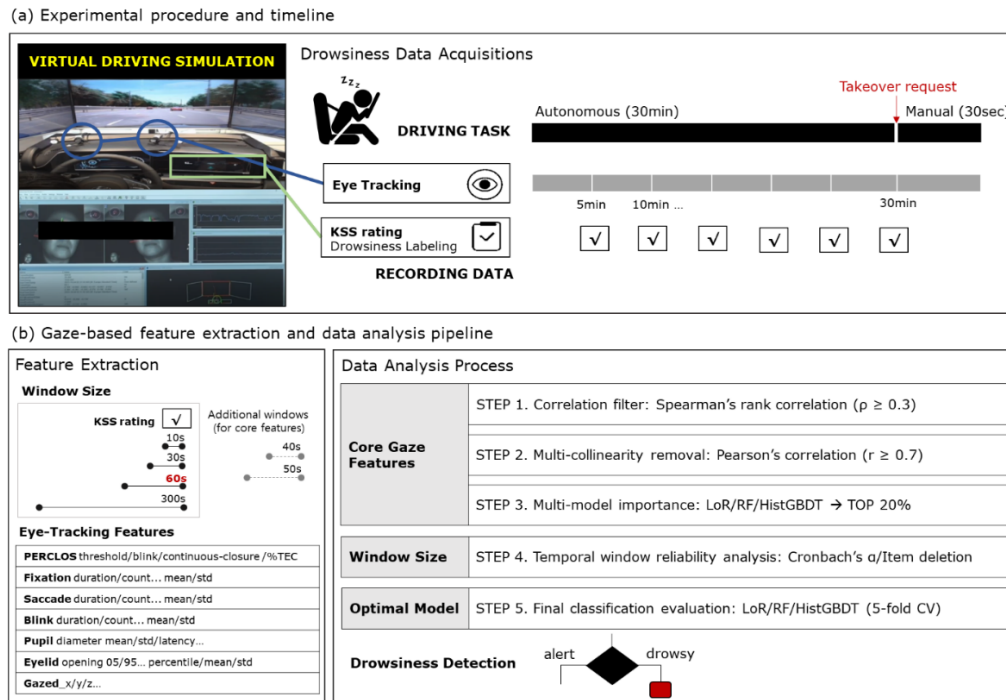 (a) Experimental procedure and timeline
VIRTUAL DRIVING SIMULATION
Drowsiness Data Acquisitions
zzz
DRIVING TASK
Takeover request
Autonomous (30min)
Manual (30sec)
Eye Tracking
KSS rating
Drowsiness Labeling
RECORDING DATA
5min
10min ...
30min
(b) Gaze-based feature extraction and data analysis pipeline
Feature Extraction
Window Size
KSS rating
10s
30s
60s
300s
Additional windows
(for core features)
40s
50s
Eye-Tracking Features
PERCLOS threshold/blink/continuous-closure /%TEC
Fixation duration/count... mean/std
Saccade duration/count... mean/std
Blink duration/count... mean/std
Pupil diameter mean/std/latency...
Eyelid opening 05/95... percentile/mean/std
Gazed_x/y/z...
Data Analysis Process
Core Gaze
Features
STEP 1. Correlation filter: Spearman's rank correlation (ρ ≥ 0.3)
STEP 2. Multi-collinearity removal: Pearson's correlation (r ≥ 0.7)
STEP 3. Multi-model importance: LoR/RF/HistGBDT → TOP 20%
Window Size
STEP 4. Temporal window reliability analysis: Cronbach's α/Item deletion
Optimal Model
STEP 5. Final classification evaluation: LoR/RF/HistGBDT (5-fold CV)
Drowsiness Detection
alert
drowsy